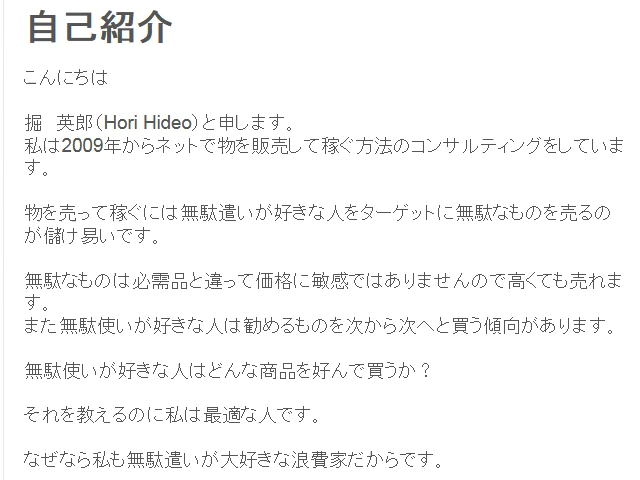 自己紹介
こんにちは
掘　英郎（Hori Hideo）と申します。
私は2009年からネットで物を販売して稼ぐ方法のコンサルティングをしていま
す。
物を売って稼ぐには無駄遣いが好きな人をターゲットに無駄なものを売るの
が儲け易いです。
無駄なものは必需品と違って価格に敏感ではありませんので高くても売れま
す。
また無駄使いが好きな人は勧めるものを次から次へと買う傾向があります。
無駄使いが好きな人はどんな商品を好んで買うか？
それを教えるのに私は最適な人です。
なぜなら私も無駄遣いが大好きな浪費家だからです。